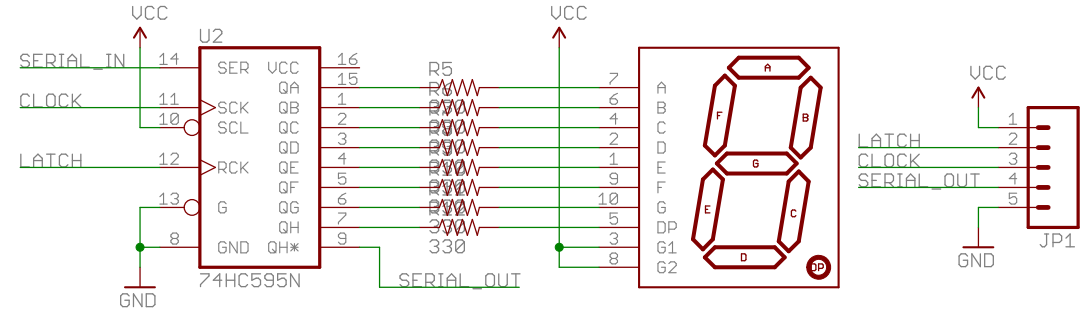 VCC
U2
SERIAL_IN 14 SER VCC 16
QA 15
CLOCK 11 SCK QB 1
10 SCL QC 2
QD 3
LATCH 12 RCK QE 4
QF 5
13 G QG 6
QH 7
8 GND QH* 9
74HC595N
GND
SERIAL_OUT
R5
330
VCC
7 A
6 B
4 C
2 D
1 E
9 F
10 G
5 DP
3 G1
8 G2
A
F
B
G
E
C
D
DP
VCC
1
LATCH 2
CLOCK 3
SERIAL_OUT 4
5
JP1
GND